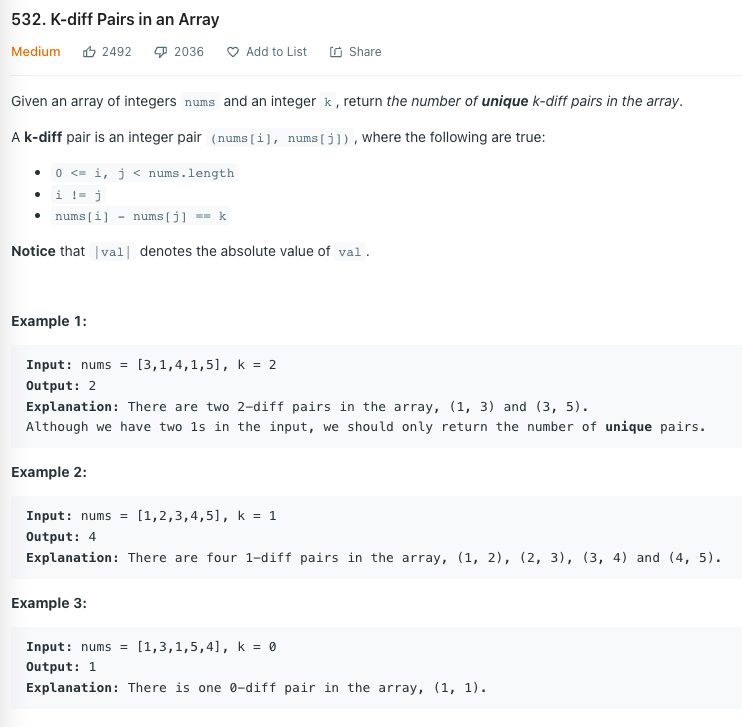 532. K-diff Pairs in an Array
Medium 2492 2036 Add to List Share
Given an array of integers nums and an integer k, return the number of unique k-diff pairs in the array.
A k-diff pair is an integer pair (nums[i], nums[j]), where the following are true:
• 0 <= i, j < nums.length
• i != j
• nums[i] - nums[j] == k
Notice that |val| denotes the absolute value of val.
Example 1:
Input: nums = [3,1,4,1,5], k = 2
Output: 2
Explanation: There are two 2-diff pairs in the array, (1, 3) and (3, 5).
Although we have two 1s in the input, we should only return the number of unique pairs.
Example 2:
Input: nums = [1,2,3,4,5], k = 1
Output: 4
Explanation: There are four 1-diff pairs in the array, (1, 2), (2, 3), (3, 4) and (4, 5).
Example 3:
Input: nums = [1,3,1,5,4], k = 0
Output: 1
Explanation: There is one 0-diff pair in the array, (1, 1).